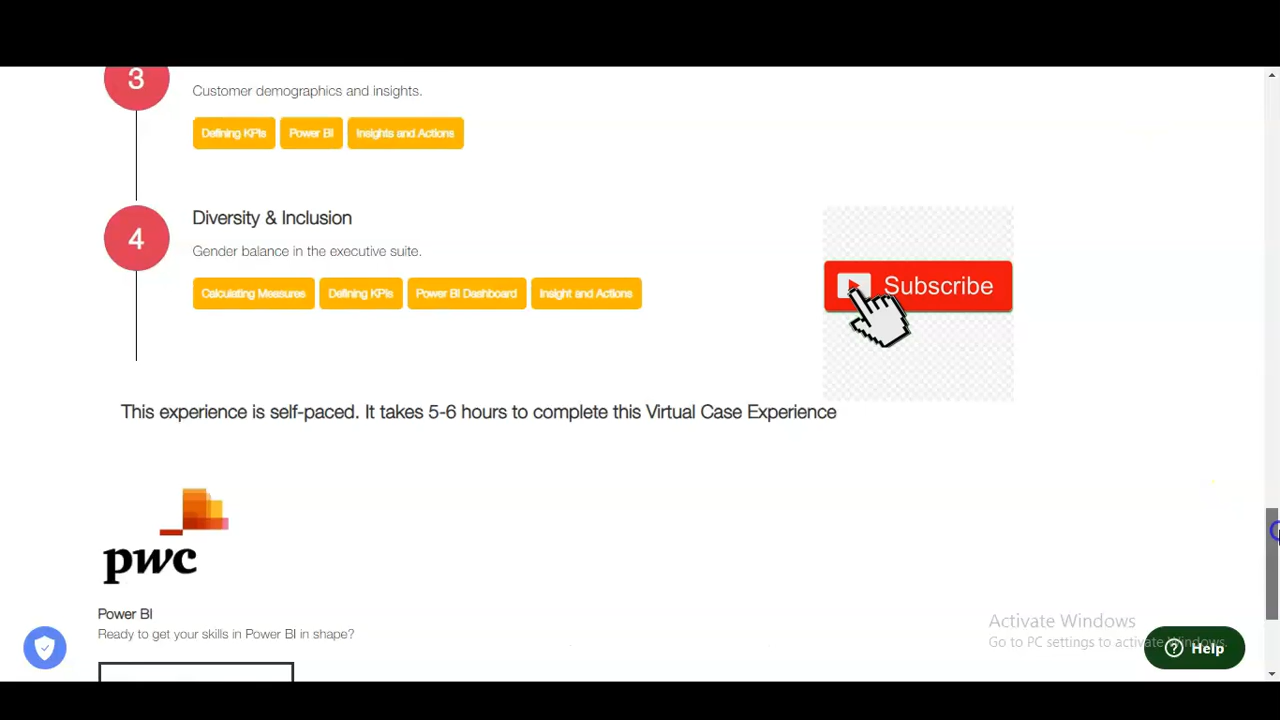 3
Customer demographics and insights.
Defining KPIs Power BI Insights and Actions
4
Diversity & Inclusion
Gender balance in the executive suite.
Calculating Measures Defining KPIs Power BI Dashboard Insight and Actions
Subscribe
This experience is self-paced. It takes 5-6 hours to complete this Virtual Case Experience
pwc
Power BI
Ready to get your skills in Power BI in shape?
Activate Windows
Go to PC settings to activate Windows.
Help